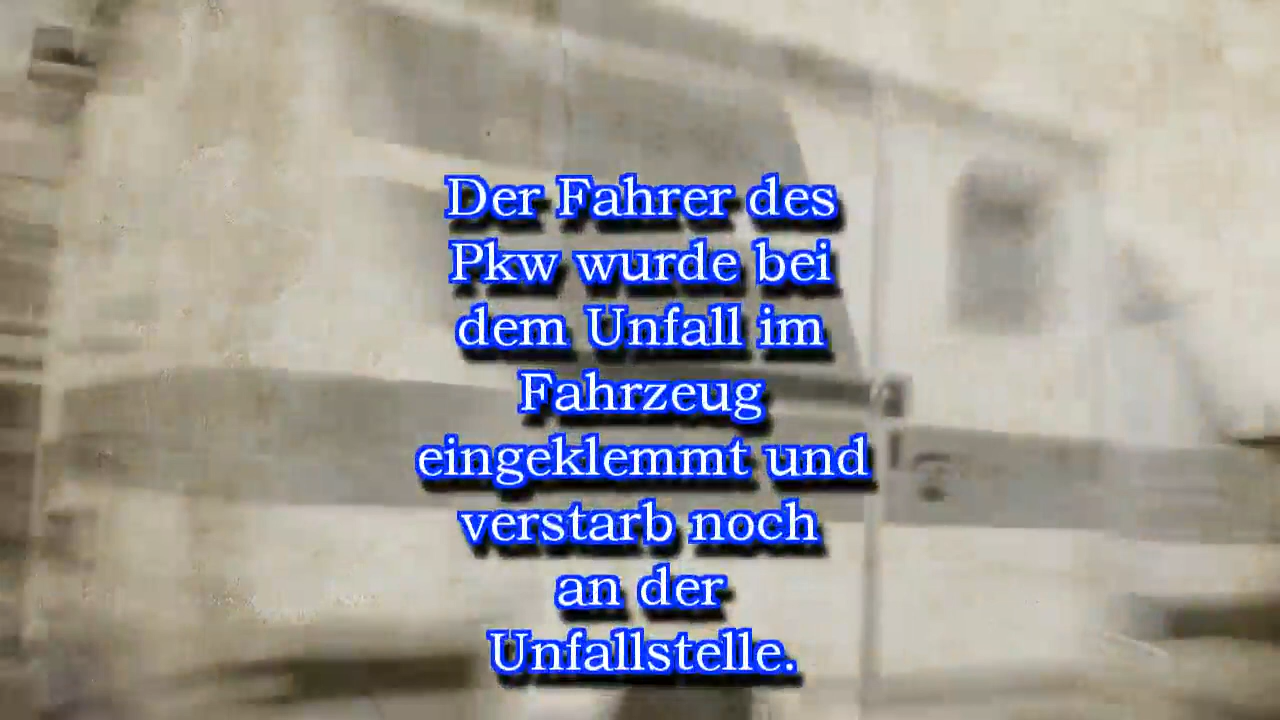 Der Fahrer des
Pkw wurde bei
dem Unfall im
Fahrzeug
eingeklemmt und
verstarb noch
an der
Unfallstelle.